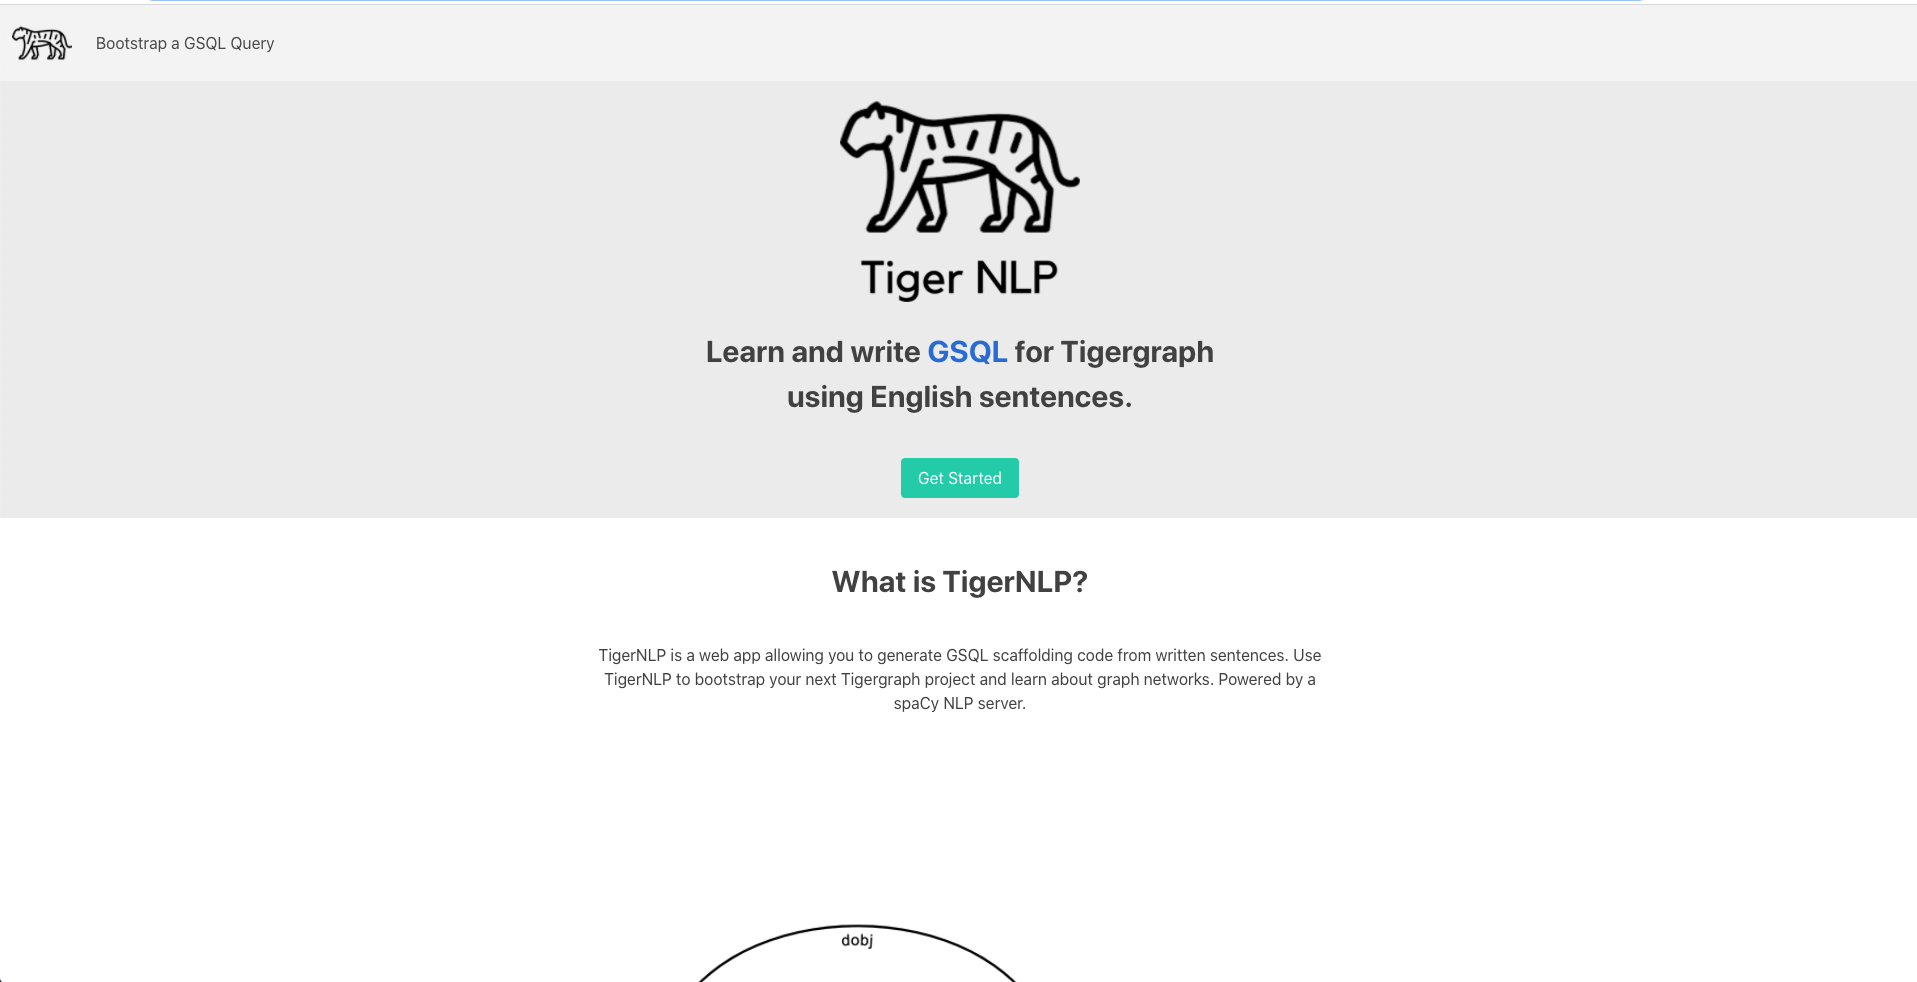 Bootstrap a GSQL Query
Tiger NLP
Learn and write GSQL for Tigergraph
using English sentences.
Get Started
What is TigerNLP?
TigerNLP is a web app allowing you to generate GSQL scaffolding code from written sentences. Use
TigerNLP to bootstrap your next Tigergraph project and learn about graph networks. Powered by a
spaCy NLP server.
dobj